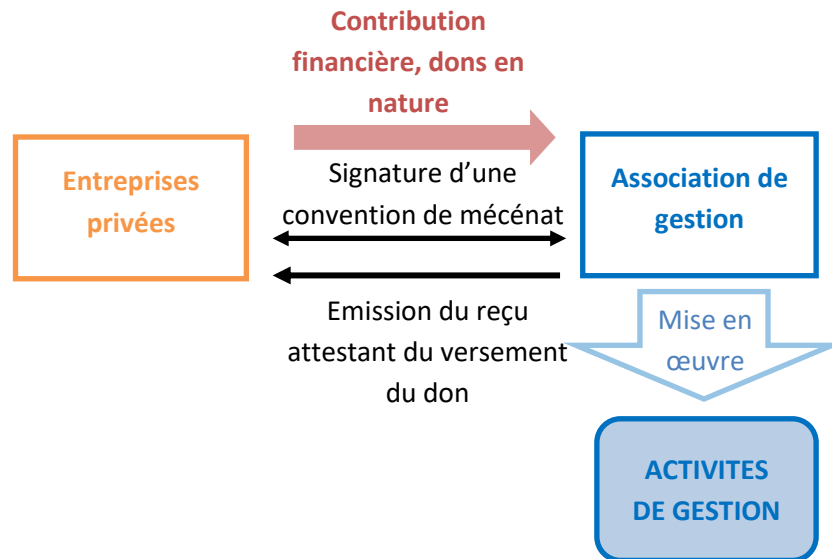 Contribution
financière, dons en
nature
Entreprises
privées
Signature d'une
convention de mécénat
Association de
gestion
Emission du reçu
attestant du versement
du don
Mise en
œuvre
ACTIVITES
DE GESTION